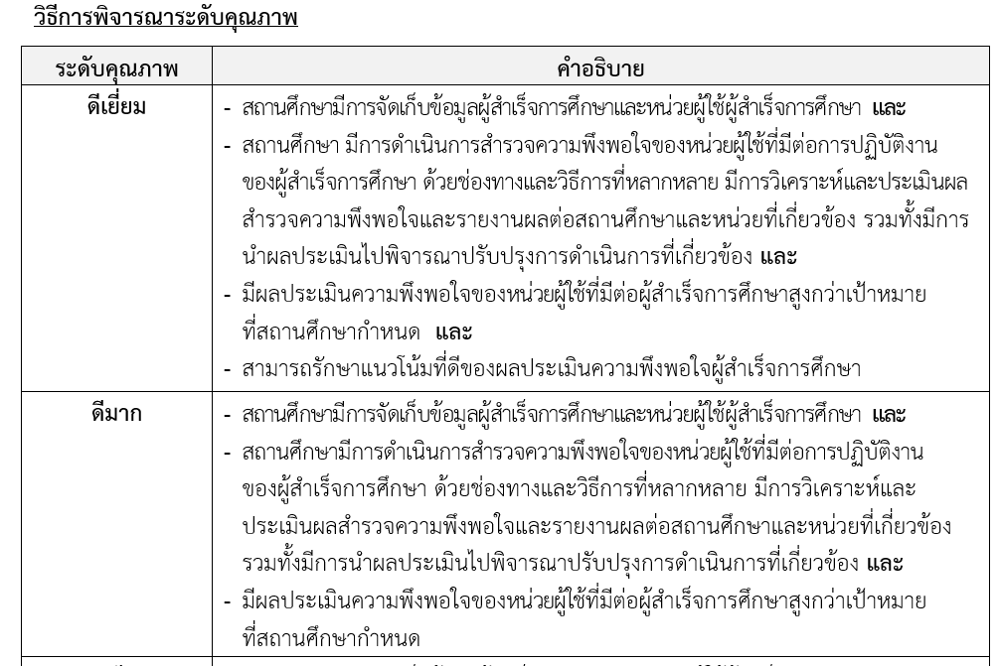 วิธีการพิจารณาระดับคุณภาพ
ระดับคุณภาพ คำอธิบาย
ดีเยี่ยม
- สถานศึกษามีการจัดเก็บข้อมูลผู้สำเร็จการศึกษาและหน่วยผู้ใช้ผู้สำเร็จการศึกษา และ
- สถานศึกษา มีการดำเนินการสำรวจความพึงพอใจของหน่วยผู้ใช้ที่มีต่อการปฏิบัติงาน
ของผู้สำเร็จการศึกษา ด้วยช่องทางและวิธีการที่หลากหลาย มีการวิเคราะห์และประเมินผล
สำรวจความพึงพอใจและรายงานผลต่อสถานศึกษาและหน่วยที่เกี่ยวข้อง รวมทั้งมีการ
นำผลประเมินไปพิจารณาปรับปรุงการดำเนินการที่เกี่ยวข้อง และ
- มีผลประเมินความพึงพอใจของหน่วยผู้ใช้ที่มีต่อผู้สำเร็จการศึกษาสูงกว่าเป้าหมาย
ที่สถานศึกษากำหนด และ
- สามารถรักษาแนวโน้มที่ดีของผลประเมินความพึงพอใจผู้สำเร็จการศึกษา
ดีมาก
- สถานศึกษามีการจัดเก็บข้อมูลผู้สำเร็จการศึกษาและหน่วยผู้ใช้ผู้สำเร็จการศึกษา และ
- สถานศึกษามีการดำเนินการสำรวจความพึงพอใจของหน่วยผู้ใช้ที่มีต่อการปฏิบัติงาน
ของผู้สำเร็จการศึกษา ด้วยช่องทางและวิธีการที่หลากหลาย มีการวิเคราะห์และ
ประเมินผลสำรวจความพึงพอใจและรายงานผลต่อสถานศึกษาและหน่วยที่เกี่ยวข้อง
รวมทั้งมีการนำผลประเมินไปพิจารณาปรับปรุงการดำเนินการที่เกี่ยวข้อง และ
- มีผลประเมินความพึงพอใจของหน่วยผู้ใช้ที่มีต่อผู้สำเร็จการศึกษาสูงกว่าเป้าหมาย
ที่สถานศึกษากำหนด